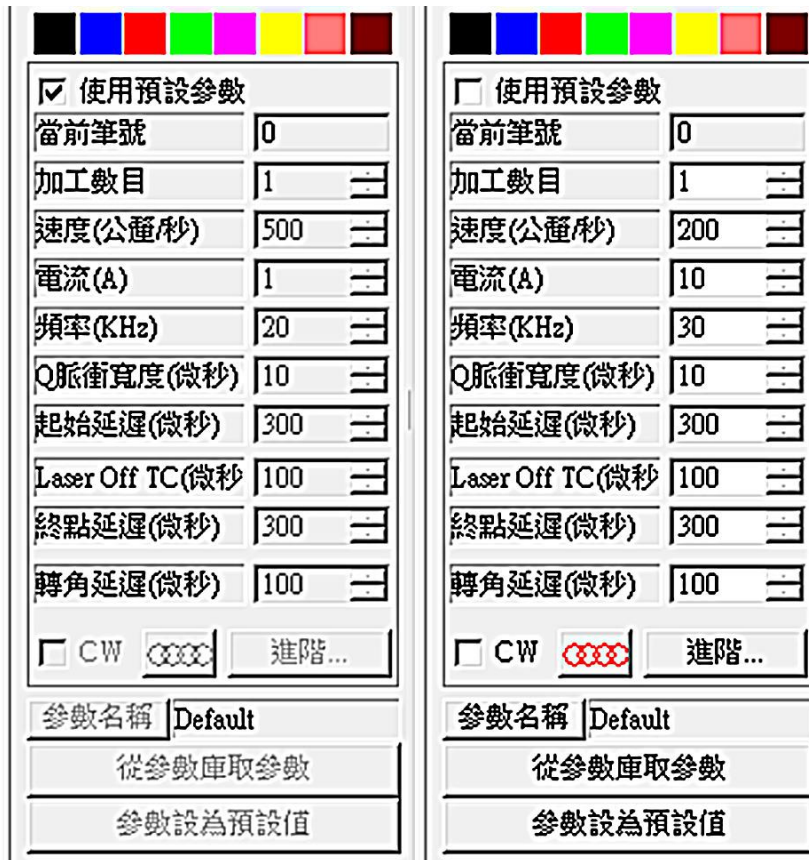 使用預設參數
當前筆號 0
加工數目 1
速度(公釐/秒) 500
電流(A) 1
頻率(KHz) 20
Q脈衝寬度(微秒) 10
起始延遲(微秒) 300
Laser Off TC(微秒 100
終點延遲(微秒) 300
轉角延遲(微秒) 100
CW 進階...
參數名稱 Default
從參數庫取參數
參數設為預設值
使用預設參數
當前筆號 0
加工數目 1
速度(公釐/秒) 200
電流(A) 10
頻率(KHz) 30
Q脈衝寬度(微秒) 10
起始延遲(微秒) 300
Laser Off TC(微秒 100
終點延遲(微秒) 300
轉角延遲(微秒) 100
CW 進階...
參數名稱 Default
從參數庫取參數
參數設為預設值